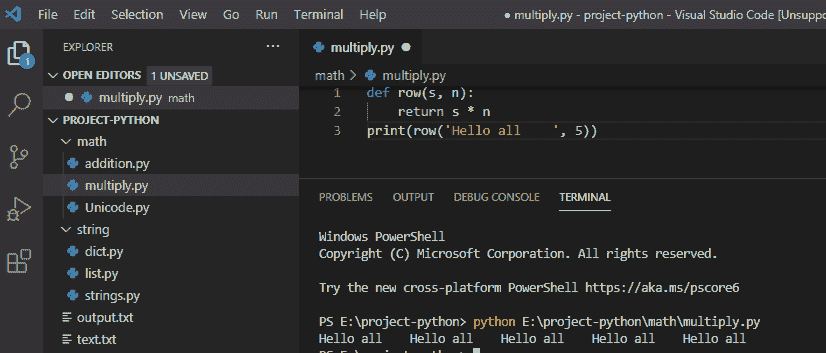 File Edit Selection View Go Run Terminal Help
● multiply.py - project-python - Visual Studio Code [Unsuppo
EXPLORER ···
OPEN EDITORS 1 UNSAVED
● multiply.py math
PROJECT-PYTHON
math
addition.py
multiply.py
Unicode.py
string
dict.py
list.py
strings.py
output.txt
text.txt
1
multiply.py ●
math > multiply.py
1 def row(s, n):
2     return s * n
3 print(row('Hello all    ', 5))
PROBLEMS OUTPUT DEBUG CONSOLE TERMINAL
Windows PowerShell
Copyright (C) Microsoft Corporation. All rights reserved.
Try the new cross-platform PowerShell https://aka.ms/pscore6
PS E:\project-python> python E:\project-python\math\multiply.py
Hello all    Hello all    Hello all    Hello all    Hello all
PS E:\project-python>